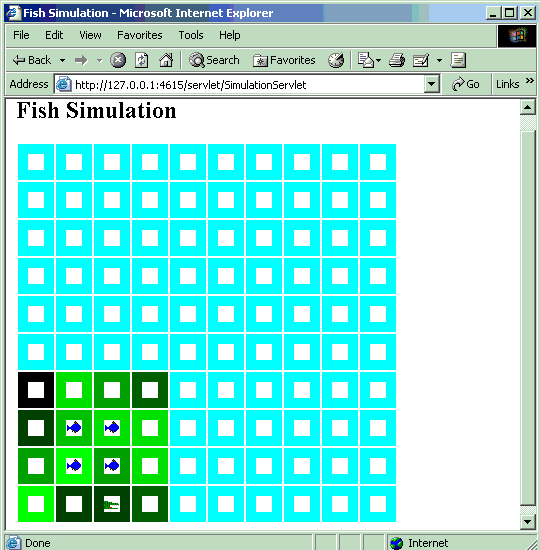 Fish Simulation - Microsoft Internet Explorer
File Edit View Favorites Tools Help
Back Search Favorites
Address http://127.0.0.1:4615/servlet/SimulationServlet Go Links »
Fish Simulation
Done Internet